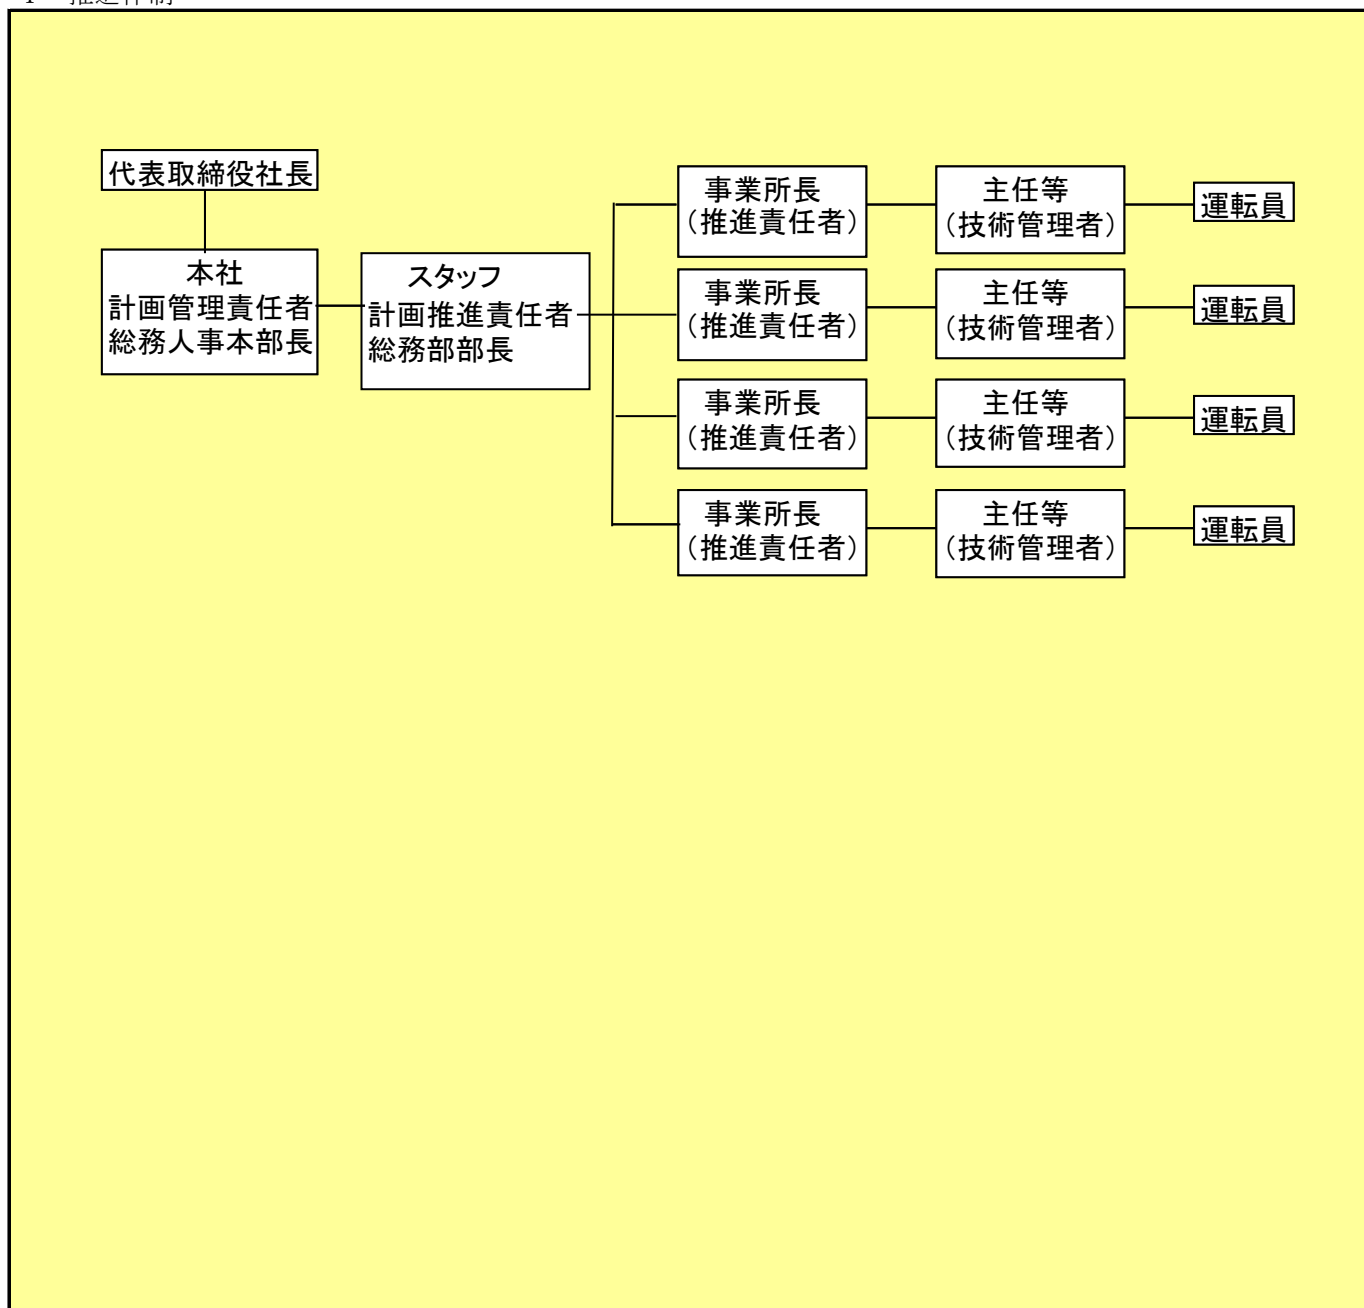 代表取締役社長
本社
計画管理責任者
総務人事本部長
スタッフ
計画推進責任者
総務部部長
事業所長
（推進責任者）
主任等
（技術管理者）
運転員
事業所長
（推進責任者）
主任等
（技術管理者）
運転員
事業所長
（推進責任者）
主任等
（技術管理者）
運転員
事業所長
（推進責任者）
主任等
（技術管理者）
運転員